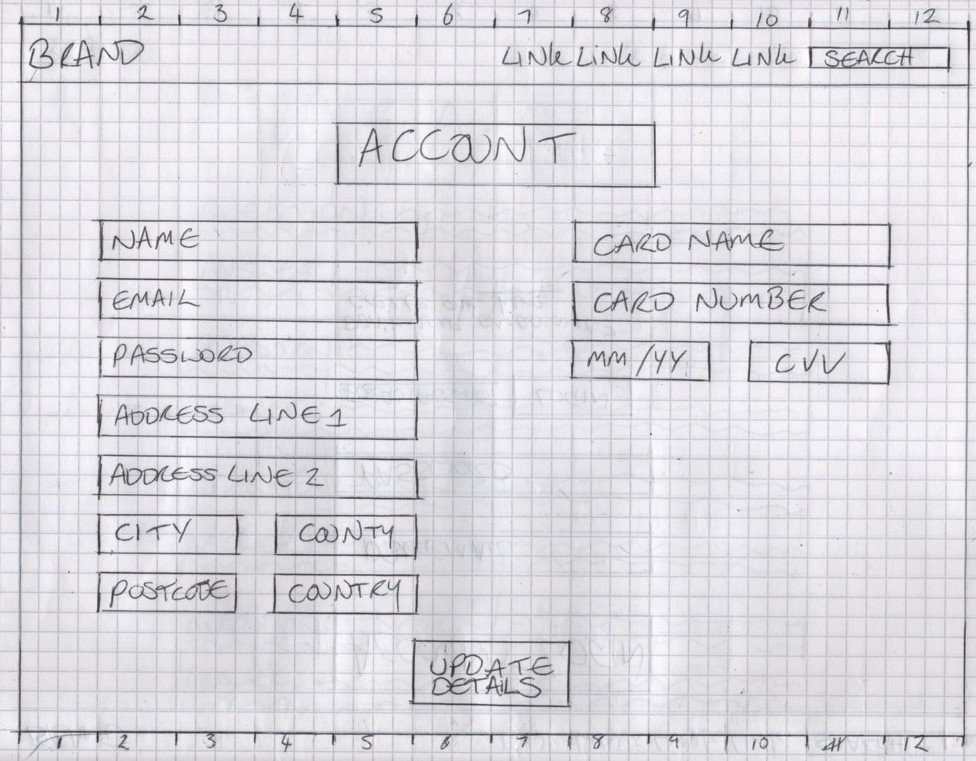 1 2 3 4 5 6 7 8 9 10 11 12
BRAND LINK LINK LINK LINK SEARCH
ACCOUNT
NAME CARD NAME
EMAIL CARD NUMBER
PASSWORD MM/YY CVV
ADDRESS LINE 1
ADDRESS LINE 2
CITY COUNTY
POSTCODE COUNTRY
UPDATE
DETAILS
1 2 3 4 5 6 7 8 9 10 11 12